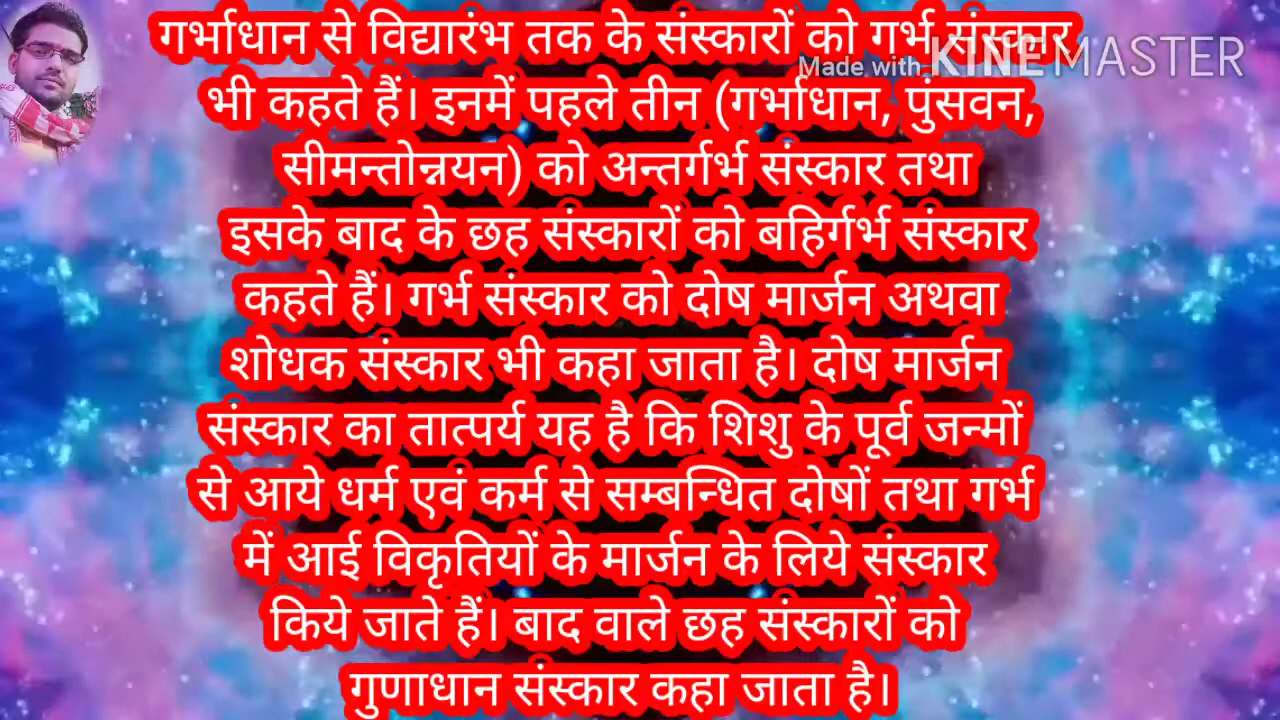 गर्भाधान से विद्यारंभ तक के संस्कारों को गर्भ संस्कार
Made with KINEMASTER
भी कहते हैं। इनमें पहले तीन (गर्भाधान, पुंसवन,
सीमन्तोन्नयन) को अन्तर्गर्भ संस्कार तथा
इसके बाद के छह संस्कारों को बहिर्गर्भ संस्कार
कहते हैं। गर्भ संस्कार को दोष मार्जन अथवा
शोधक संस्कार भी कहा जाता है। दोष मार्जन
संस्कार का तात्पर्य यह है कि शिशु के पूर्व जन्मों
से आये धर्म एवं कर्म से सम्बन्धित दोषों तथा गर्भ
में आई विकृतियों के मार्जन के लिये संस्कार
किये जाते हैं। बाद वाले छह संस्कारों को
गुणाधान संस्कार कहा जाता है।